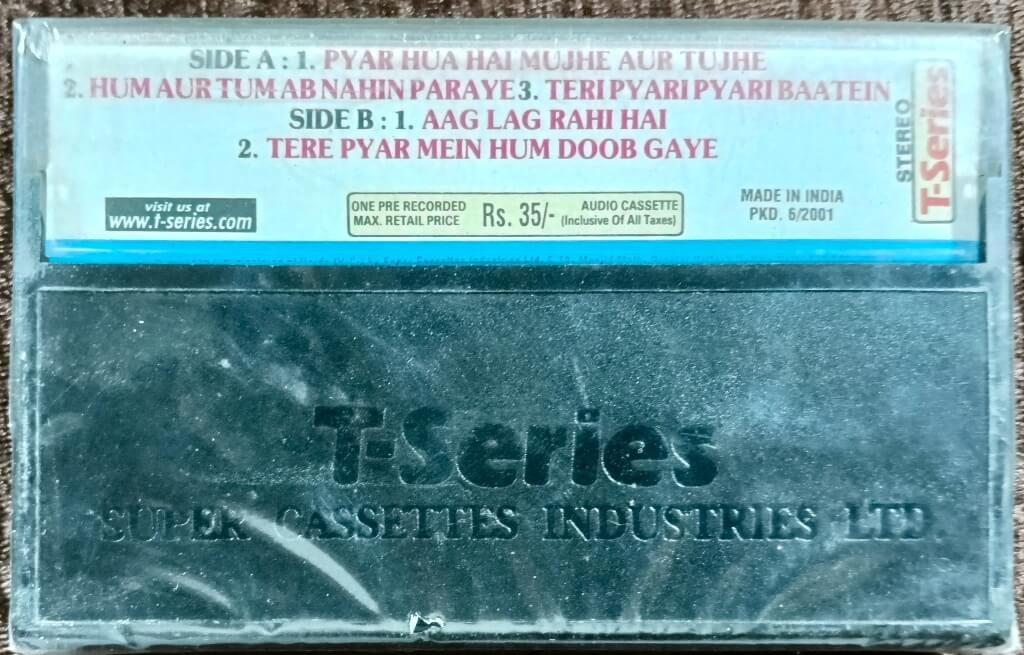 SIDE A : 1. PYAR HUA HAI MUJHE AUR TUJHE
2. HUM AUR TUM AB NAHIN PARAYE 3. TERI PYARI PYARI BAATEIN
SIDE B : 1. AAG LAG RAHI HAI
2. TERE PYAR MEIN HUM DOOB GAYE
STEREO
T-Series
visit us at
www.t-series.com
ONE PRE RECORDED
MAX. RETAIL PRICE
Rs. 35/-
AUDIO CASSETTE
(Inclusive Of All Taxes)
MADE IN INDIA
PKD. 6/2001
T-Series
SUPER CASSETTES INDUSTRIES LTD.